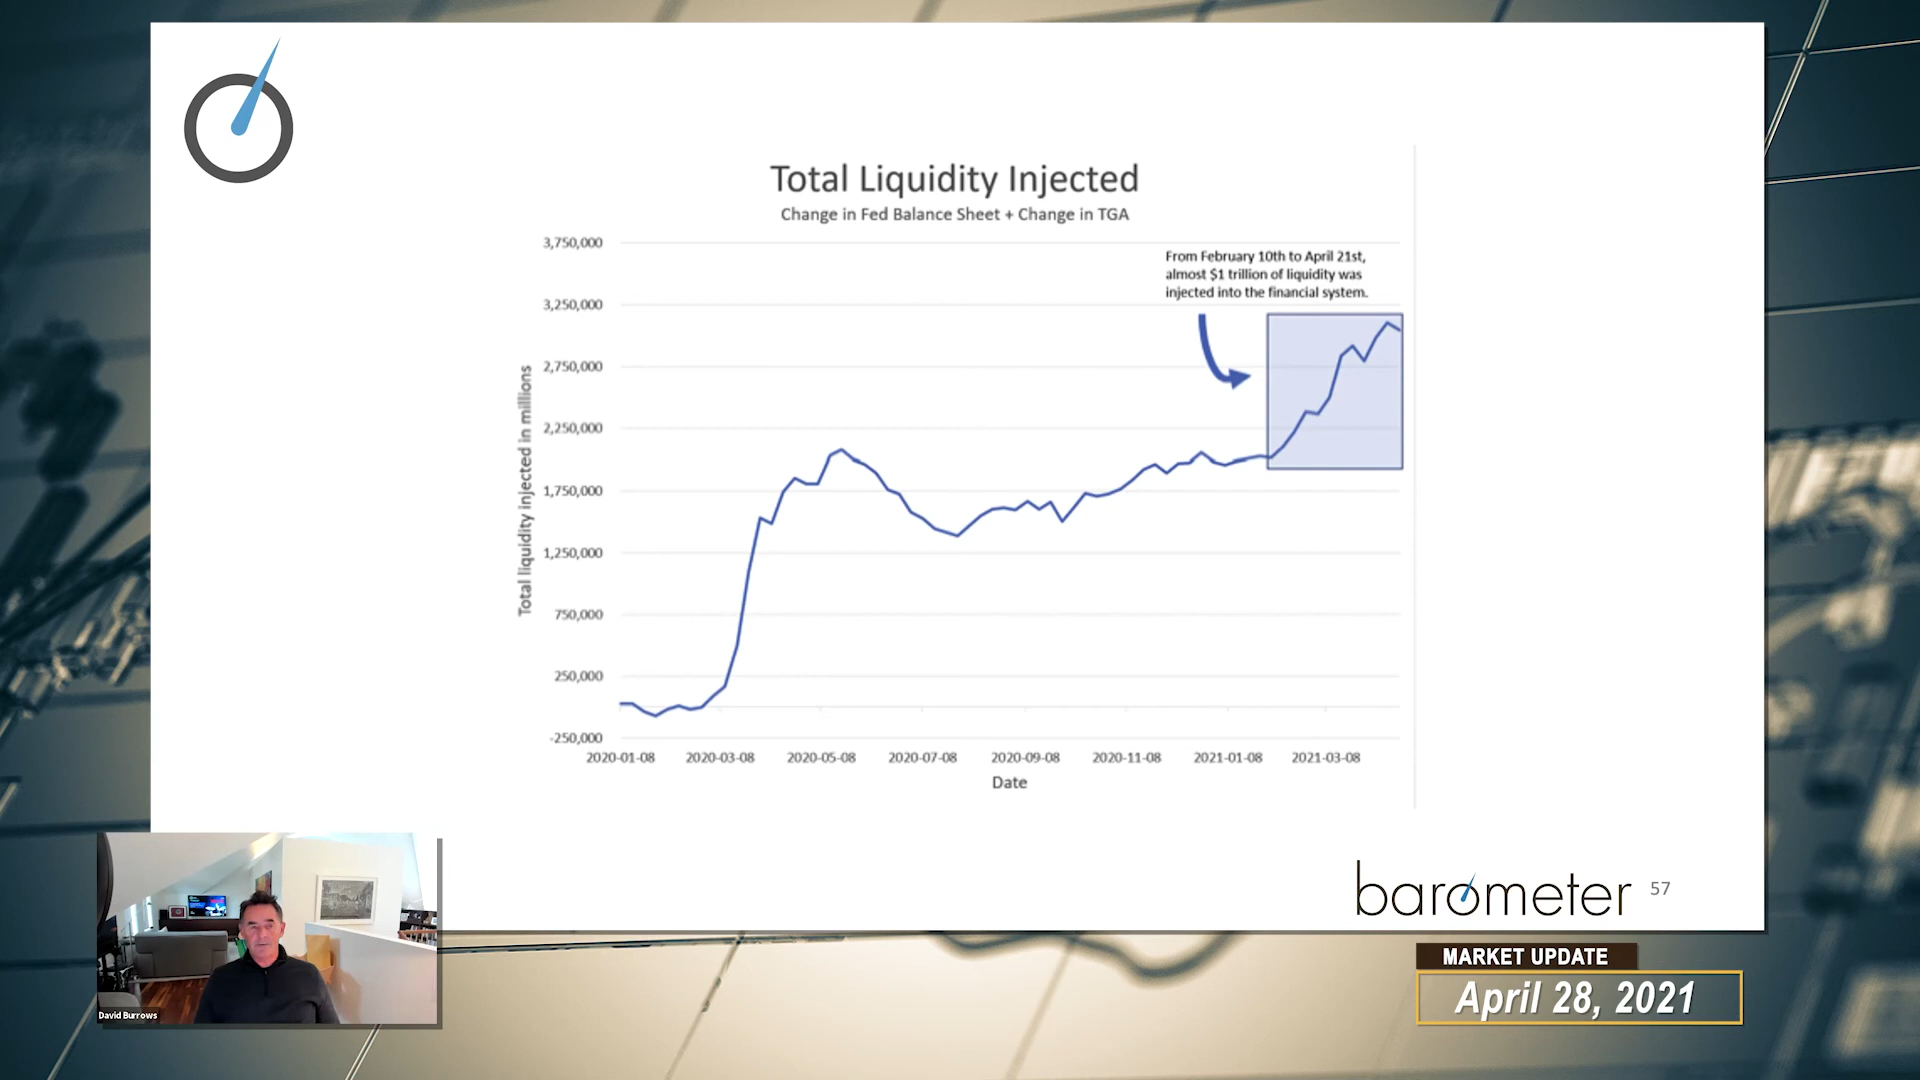 Total Liquidity Injected
Change in Fed Balance Sheet + Change in TGA
From February 10th to April 21st,
almost $1 trillion of liquidity was
injected into the financial system.
Total liquidity injected in millions
3,750,000
3,250,000
2,750,000
2,250,000
1,750,000
1,250,000
750,000
250,000
-250,000
2020-01-08 2020-03-08 2020-05-08 2020-07-08 2020-09-08 2020-11-08 2021-01-08 2021-03-08
Date
barometer 57
David Burrows
MARKET UPDATE
April 28, 2021